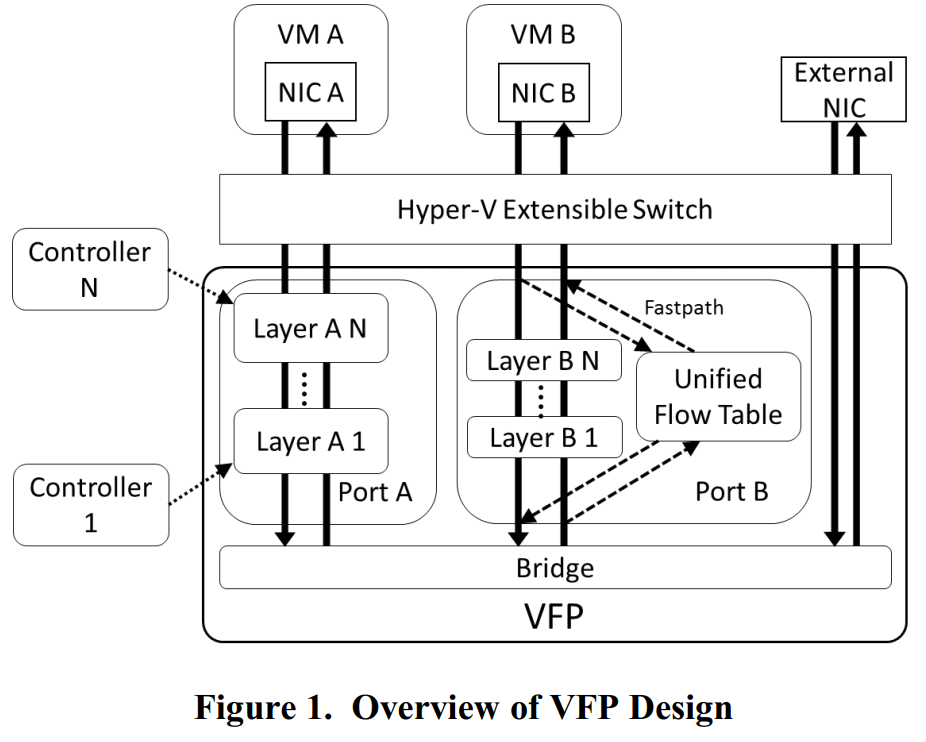 VM A
NIC A
VM B
NIC B
External
NIC
Hyper-V Extensible Switch
Controller
N
Layer A N
Layer A 1
Port A
Controller
1
Fastpath
Layer B N
Layer B 1
Unified
Flow Table
Port B
Bridge
VFP
Figure 1. Overview of VFP Design